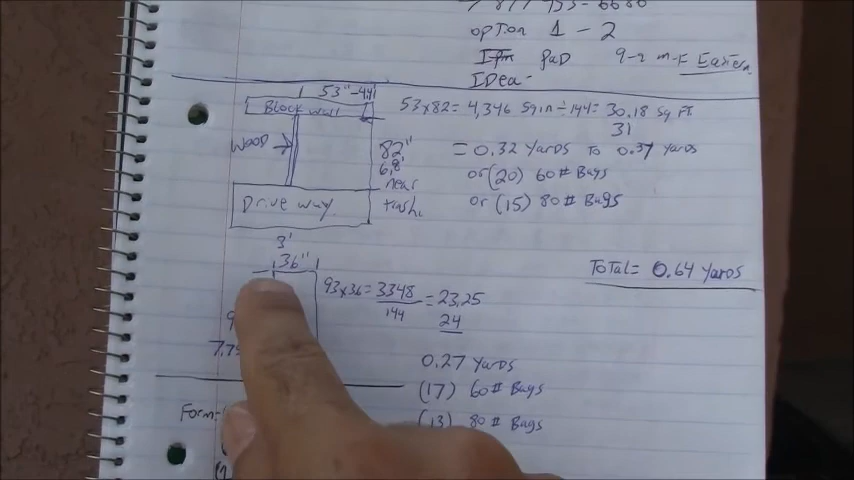 option 1 - 2
pad 9-2 m-F Eastern
IDea-
53"-44
Block wall
53x82= 4,346 Sq in ÷144= 30.18 Sq Ft
31
WOOD
82"
6,8'
near
trash
= 0.32 Yards to 0.37 Yards
or (20) 60# Bags
or (15) 80# Bags
Drive way
3'
36"
Total= 0.64 Yards
93x36= 3348 = 23.25
144
24
0.27 Yards
(17) 60# Bags
(13) 80# Bags